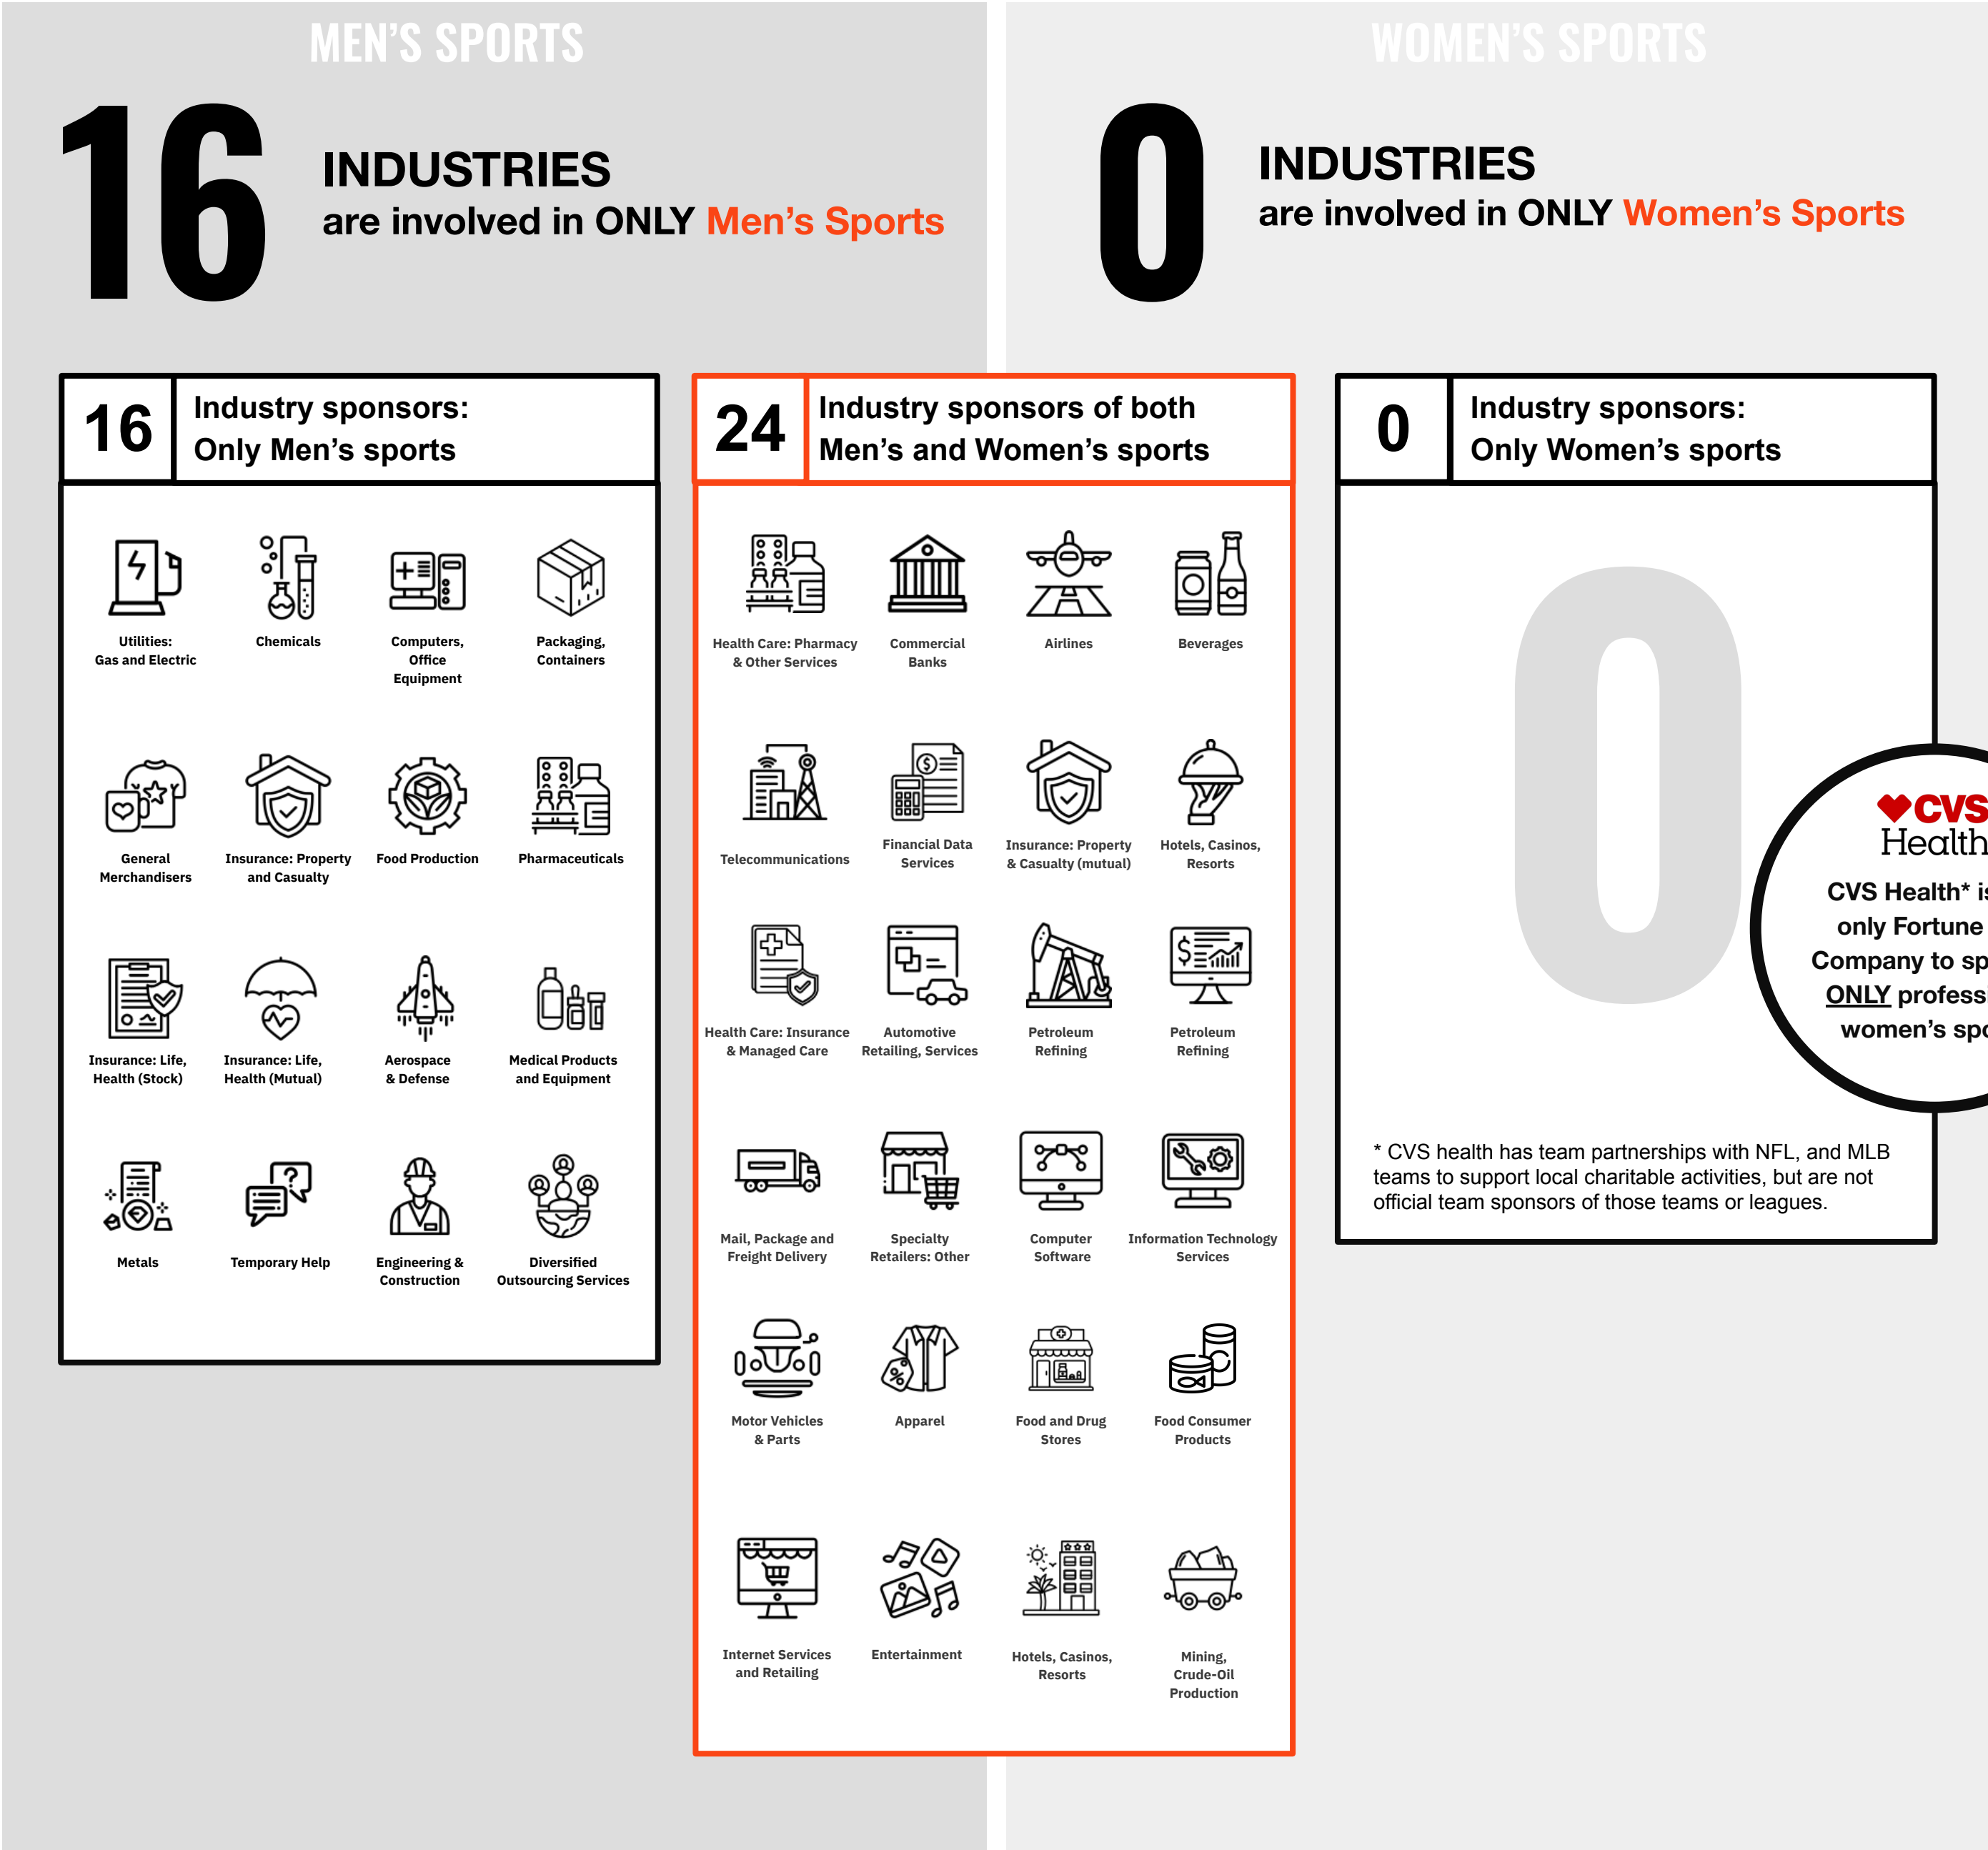 MEN'S SPORTS
16
INDUSTRIES
are involved in ONLY Men's Sports
WOMEN'S SPORTS
0
INDUSTRIES
are involved in ONLY Women's Sports
16
Industry sponsors:
Only Men's sports
Utilities:
Gas and Electric
Chemicals
Computers,
Office
Equipment
Packaging,
Containers
General
Merchandisers
Insurance: Property
and Casualty
Food Production
Pharmaceuticals
Insurance: Life,
Health (Stock)
Insurance: Life,
Health (Mutual)
Aerospace
& Defense
Medical Products
and Equipment
Metals
Temporary Help
Engineering &
Construction
Diversified
Outsourcing Services
24
Industry sponsors of both
Men's and Women's sports
Health Care: Pharmacy
& Other Services
Commercial
Banks
Airlines
Beverages
Telecommunications
Financial Data
Services
Insurance: Property
& Casualty (mutual)
Hotels, Casinos,
Resorts
Health Care: Insurance
& Managed Care
Automotive
Retailing, Services
Petroleum
Refining
Petroleum
Refining
Mail, Package and
Freight Delivery
Specialty
Retailers: Other
Computer
Software
Information Technology
Services
Motor Vehicles
& Parts
Apparel
Food and Drug
Stores
Food Consumer
Products
Internet Services
and Retailing
Entertainment
Hotels, Casinos,
Resorts
Mining,
Crude-Oil
Production
0
Industry sponsors:
Only Women's sports
0
CVS
Health
CVS Health*
only Fortune
Company to
ONLY
women's
* CVS health has team partnerships with NFL, and MLB
teams to support local charitable activities, but are not
official team sponsors of those teams or leagues.